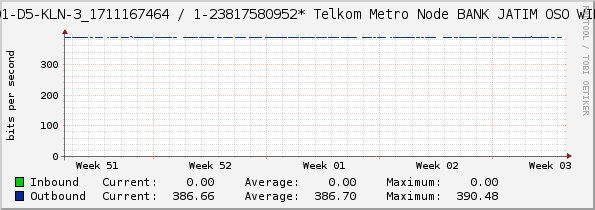 01-D5-KLN-3_1711167464 / 1-23817580952* Telkom Metro Node BANK JATIM OSO WI
RRDTOOL / TOBI OETIKER
bits per second
300
200
100
0
Week 51 Week 52 Week 01 Week 02 Week 03
Inbound Current: 0.00 Average: 0.00 Maximum: 0.00
Outbound Current: 386.66 Average: 386.70 Maximum: 390.48